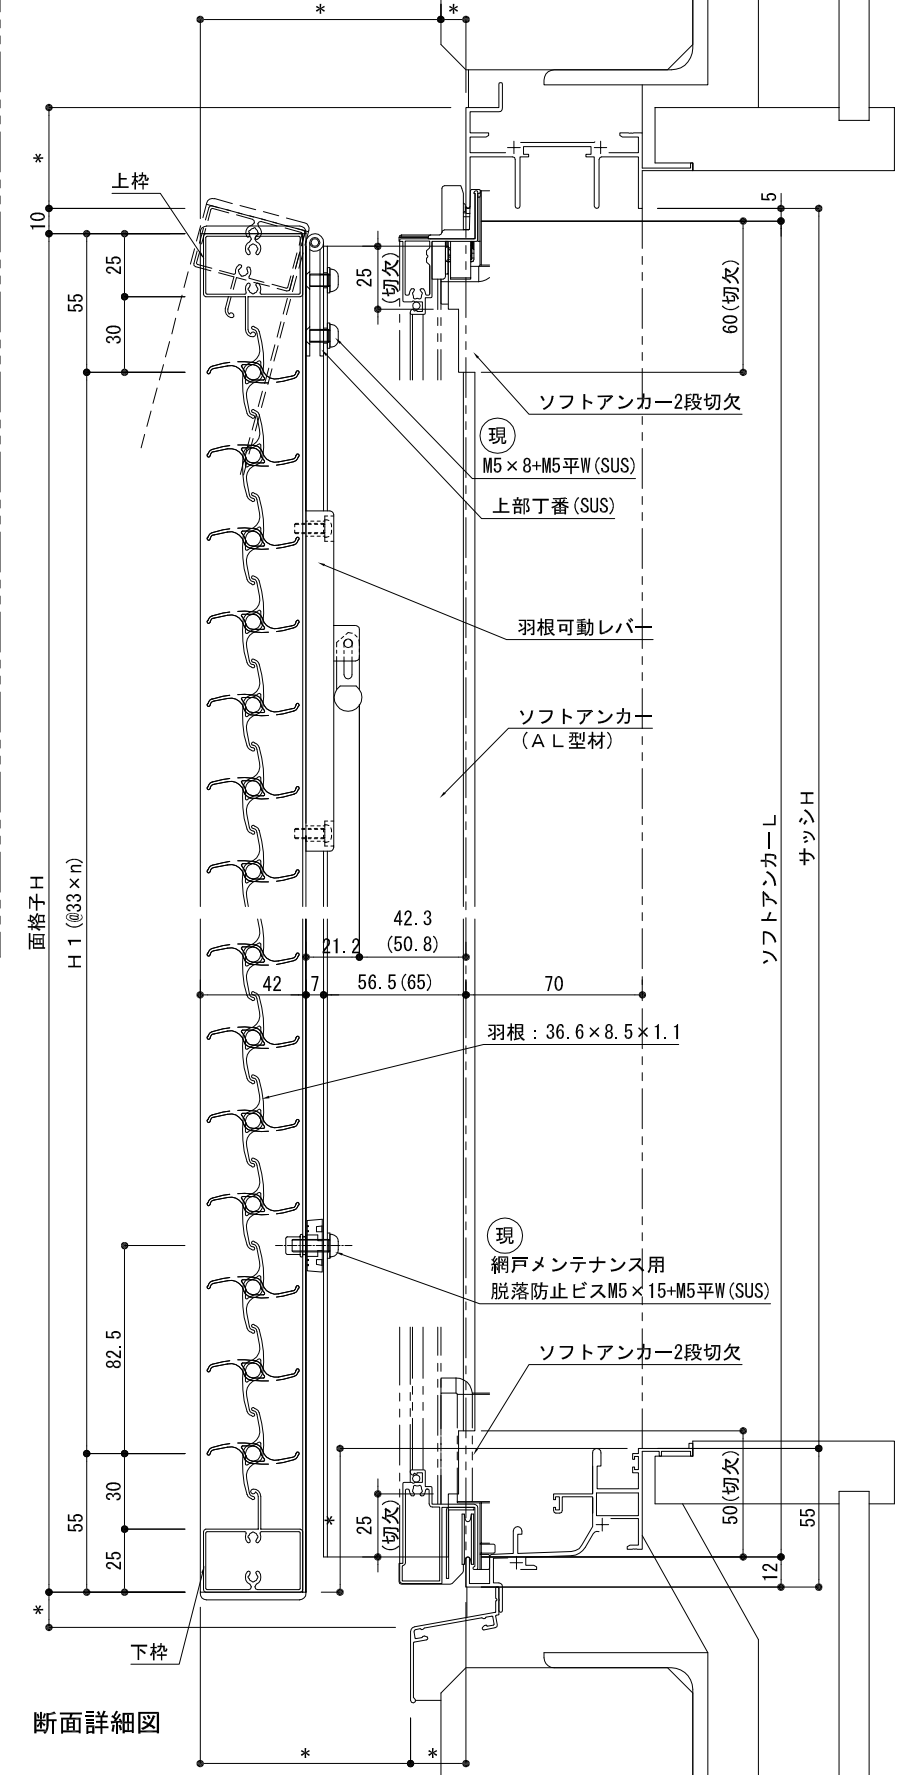 *
*
*
5
上枠
10
25
25
(切欠)
60(切欠)
55
30
ソフトアンカー2段切欠
現
M5×8+M5平W(SUS)
上部丁番(SUS)
羽根可動レバー
ソフトアンカー
(AL型材)
サッシH
ソフトアンカーL
面格子H
H1(@33×n)
42.3
21.2
(50.8)
42
7
56.5(65)
70
羽根：36.6×8.5×1.1
現
網戸メンテナンス用
脱落防止ビスM5×15+M5平W(SUS)
82.5
ソフトアンカー2段切欠
30
55
*
25
(切欠)
50(切欠)
55
25
12
*
下枠
断面詳細図
*
*